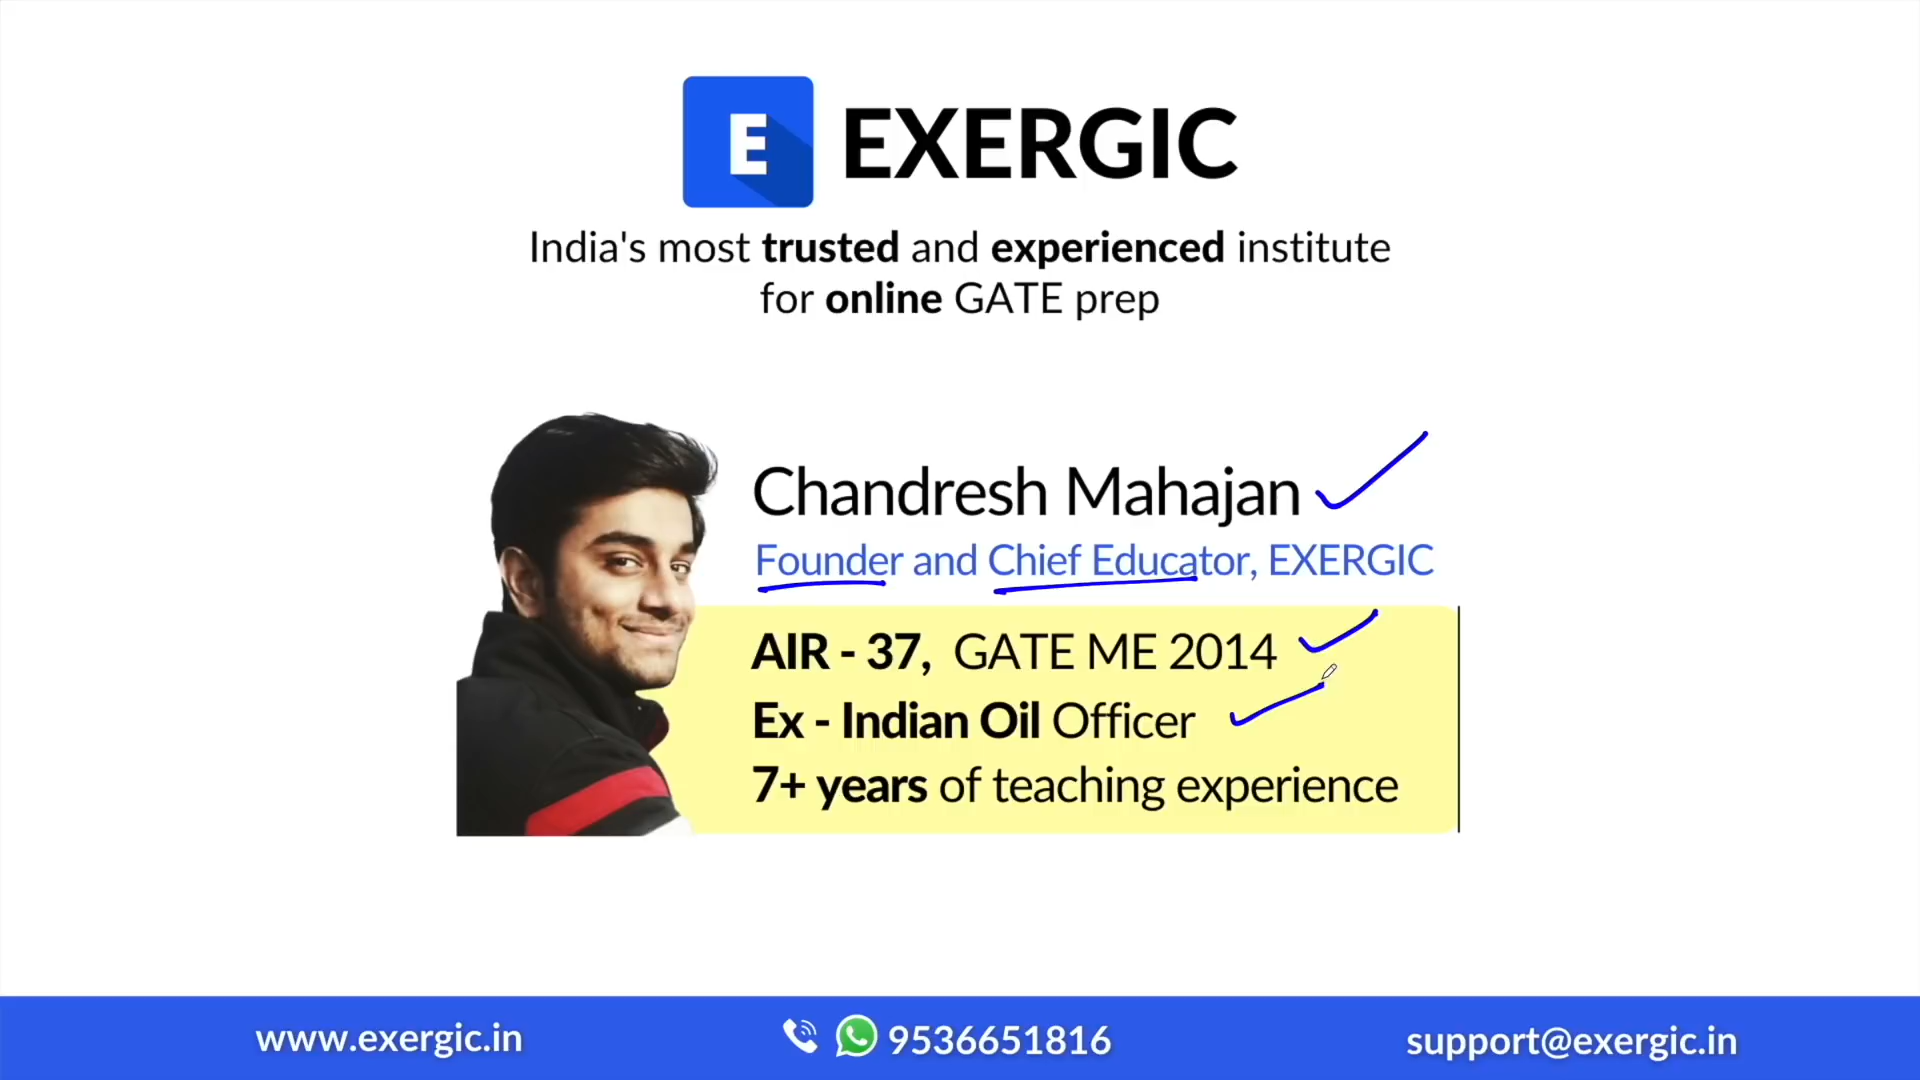 E EXERGIC
India's most trusted and experienced institute
for online GATE prep
Chandresh Mahajan
Founder and Chief Educator, EXERGIC
AIR - 37, GATE ME 2014
Ex - Indian Oil Officer
7+ years of teaching experience
www.exergic.in 9536651816 support@exergic.in